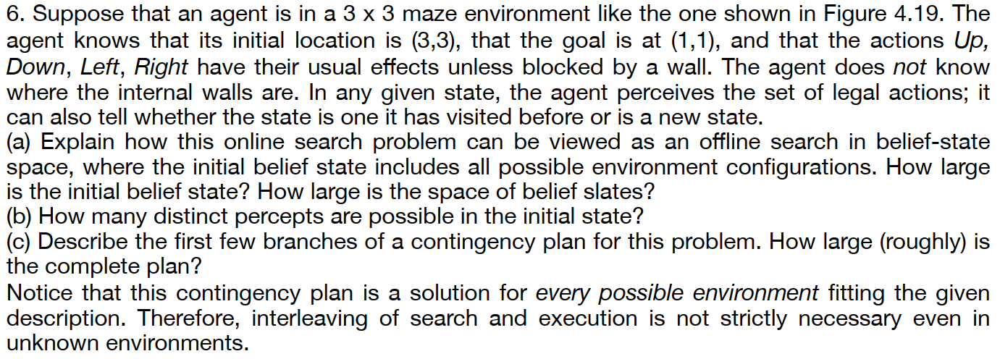 6. Suppose that an agent is in a 3 x 3 maze environment like the one shown in Figure 4.19. The
agent knows that its initial location is (3,3), that the goal is at (1,1), and that the actions Up,
Down, Left, Right have their usual effects unless blocked by a wall. The agent does not know
where the internal walls are. In any given state, the agent perceives the set of legal actions; it
can also tell whether the state is one it has visited before or is a new state.
(a) Explain how this online search problem can be viewed as an offline search in belief-state
space, where the initial belief state includes all possible environment configurations. How large
is the initial belief state? How large is the space of belief slates?
(b) How many distinct percepts are possible in the initial state?
(c) Describe the first few branches of a contingency plan for this problem. How large (roughly) is
the complete plan?
Notice that this contingency plan is a solution for every possible environment fitting the given
description. Therefore, interleaving of search and execution is not strictly necessary even in
unknown environments.